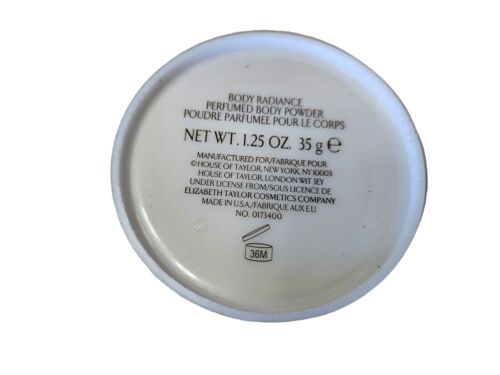 BODY RADIANCE
PERFUMED BODY POWDER
POUDRE PARFUMEE POUR LE CORPS
NET WT. 1.25 OZ. 35 g ℮
MANUFACTURED FOR/FABRIQUE POUR
©HOUSE OF TAYLOR, NEW YORK, NY 10003
HOUSE OF TAYLOR, LONDON W1T 3EY
UNDER LICENSE FROM/SOUS LICENCE DE
ELIZABETH TAYLOR COSMETICS COMPANY
MADE IN U.S.A./FABRIQUE AUX E.U.
NO. 0173400
36M